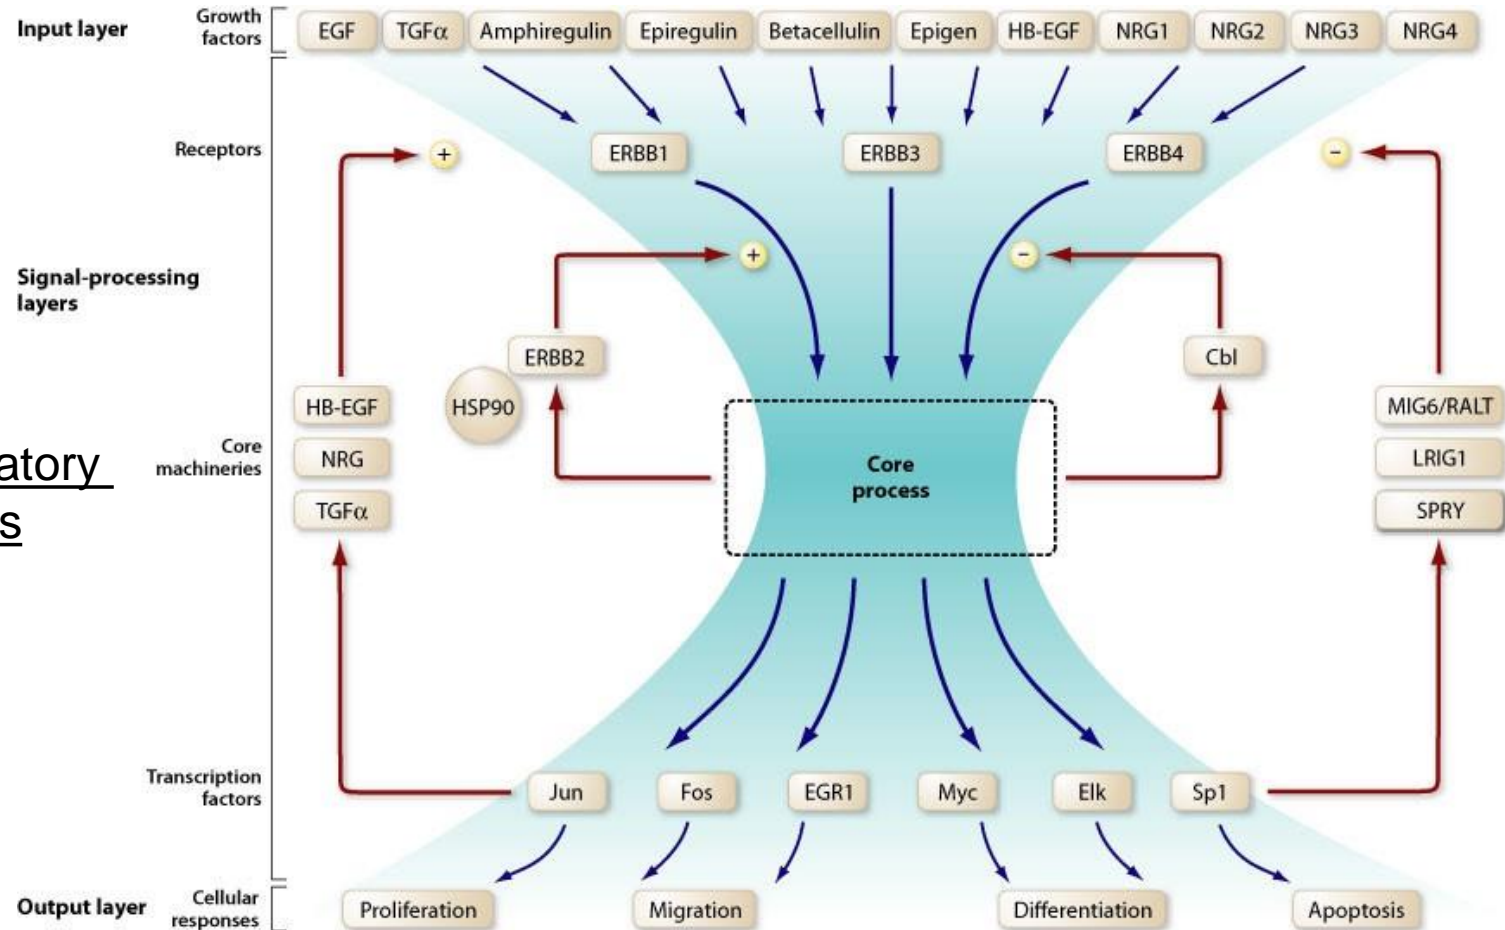 Input layer
Growth
factors
EGF
TGFα
Amphiregulin
Epiregulin
Betacellulin
Epigen
HB-EGF
NRG1
NRG2
NRG3
NRG4
Receptors
+
ERBB1
ERBB3
ERBB4
−
Signal-processing
layers
+
−
ERBB2
HSP90
Cbl
HB-EGF
NRG
TGFα
atory
s
Core
machineries
Core
process
MIG6/RALT
LRIG1
SPRY
Transcription
factors
Jun
Fos
EGR1
Myc
Elk
Sp1
Output layer
Cellular
responses
Proliferation
Migration
Differentiation
Apoptosis